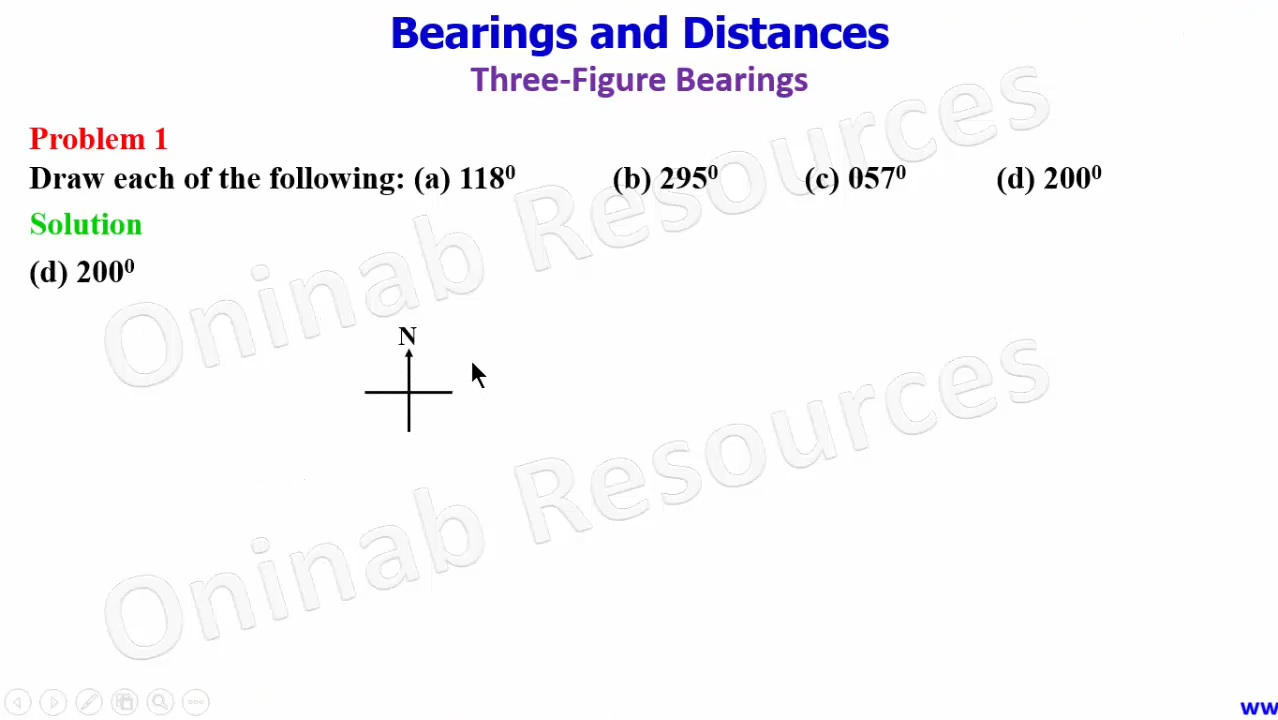 Bearings and Distances
Three-Figure Bearings
Problem 1
Draw each of the following: (a) 118⁰ (b) 295⁰ (c) 057⁰ (d) 200⁰
Solution
(d) 200⁰
N
Oninab Resources
Oninab Resources
ww